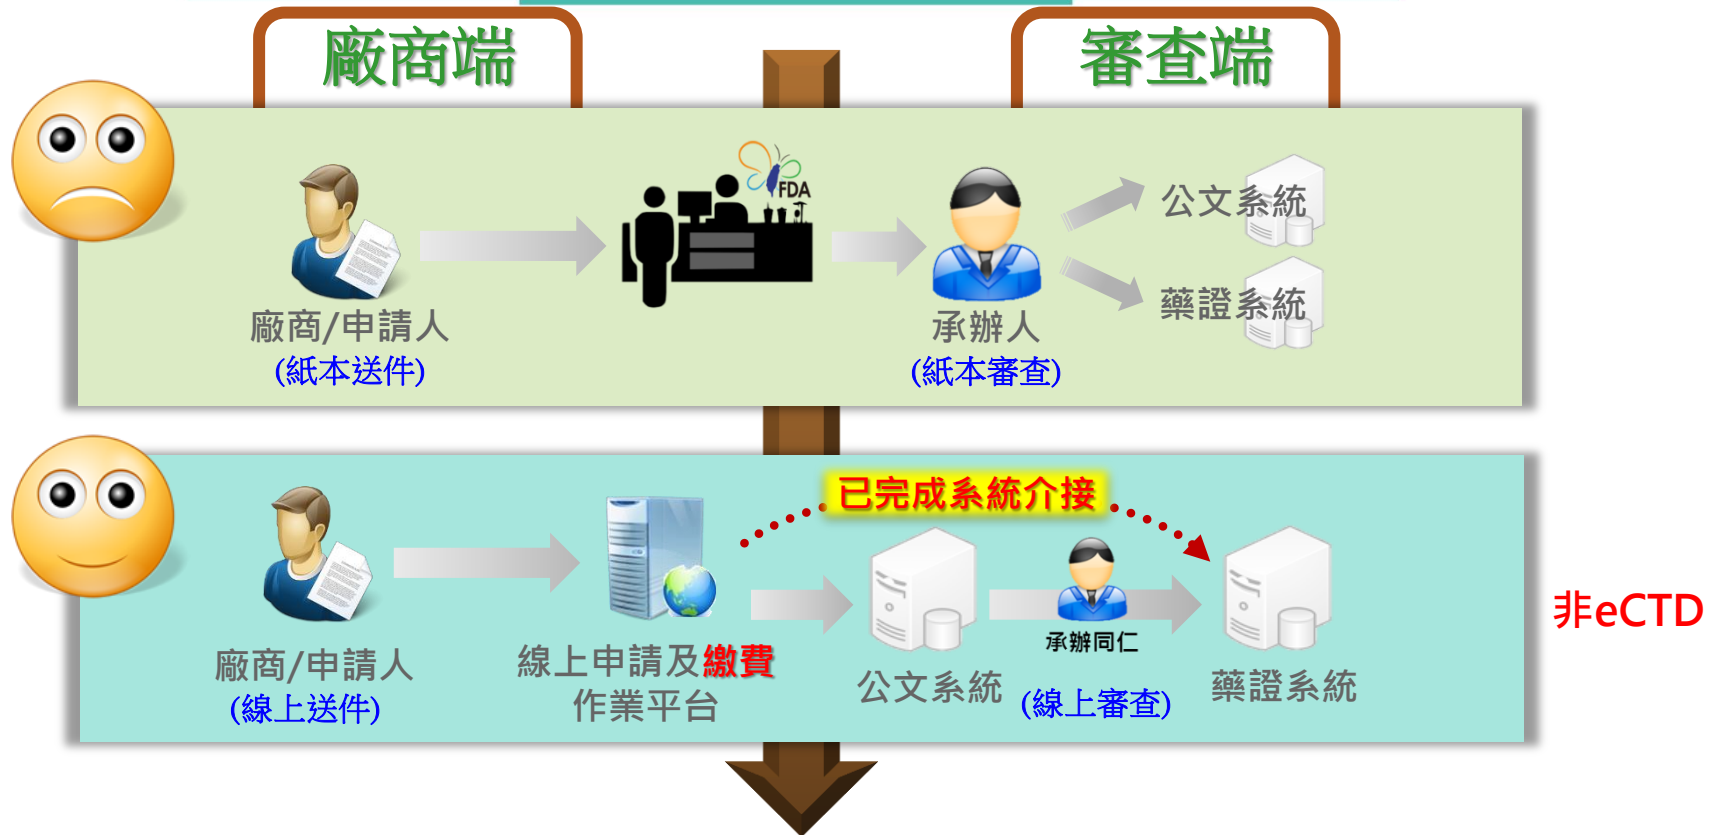 廠商端
審查端
FDA
公文系統
藥證系統
廠商/申請人
(紙本送件)
承辦人
(紙本審查)
已完成系統介接
承辦同仁
非eCTD
廠商/申請人
(線上送件)
線上申請及繳費
作業平台
公文系統
(線上審查)
藥證系統